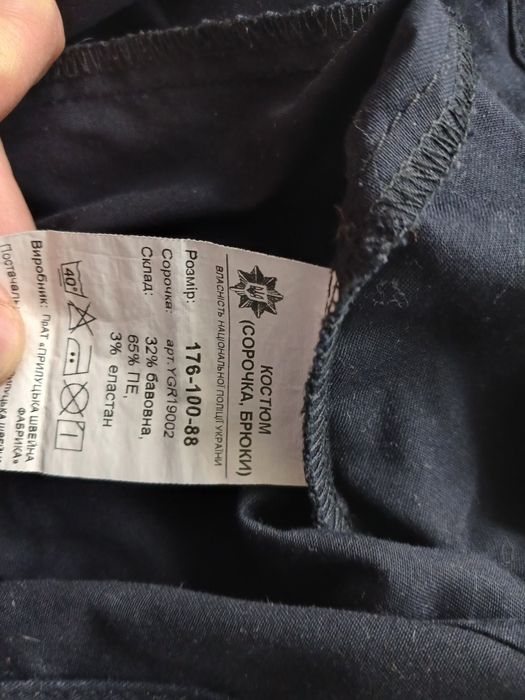 КОСТЮМ
(СОРОЧКА, БРЮКИ)
ВЛАСНІСТЬ НАЦІОНАЛЬНОЇ ПОЛІЦІЇ УКРАЇНИ
Розмір: 176-100-88
Сорочка: арт.YGR19002
Склад: 32% бавовна,
65% ПЕ,
3% еластан
40°
Виробник: ПрАТ «ПРИЛУЦЬКА ШВЕЙНА
ФАБРИКА»